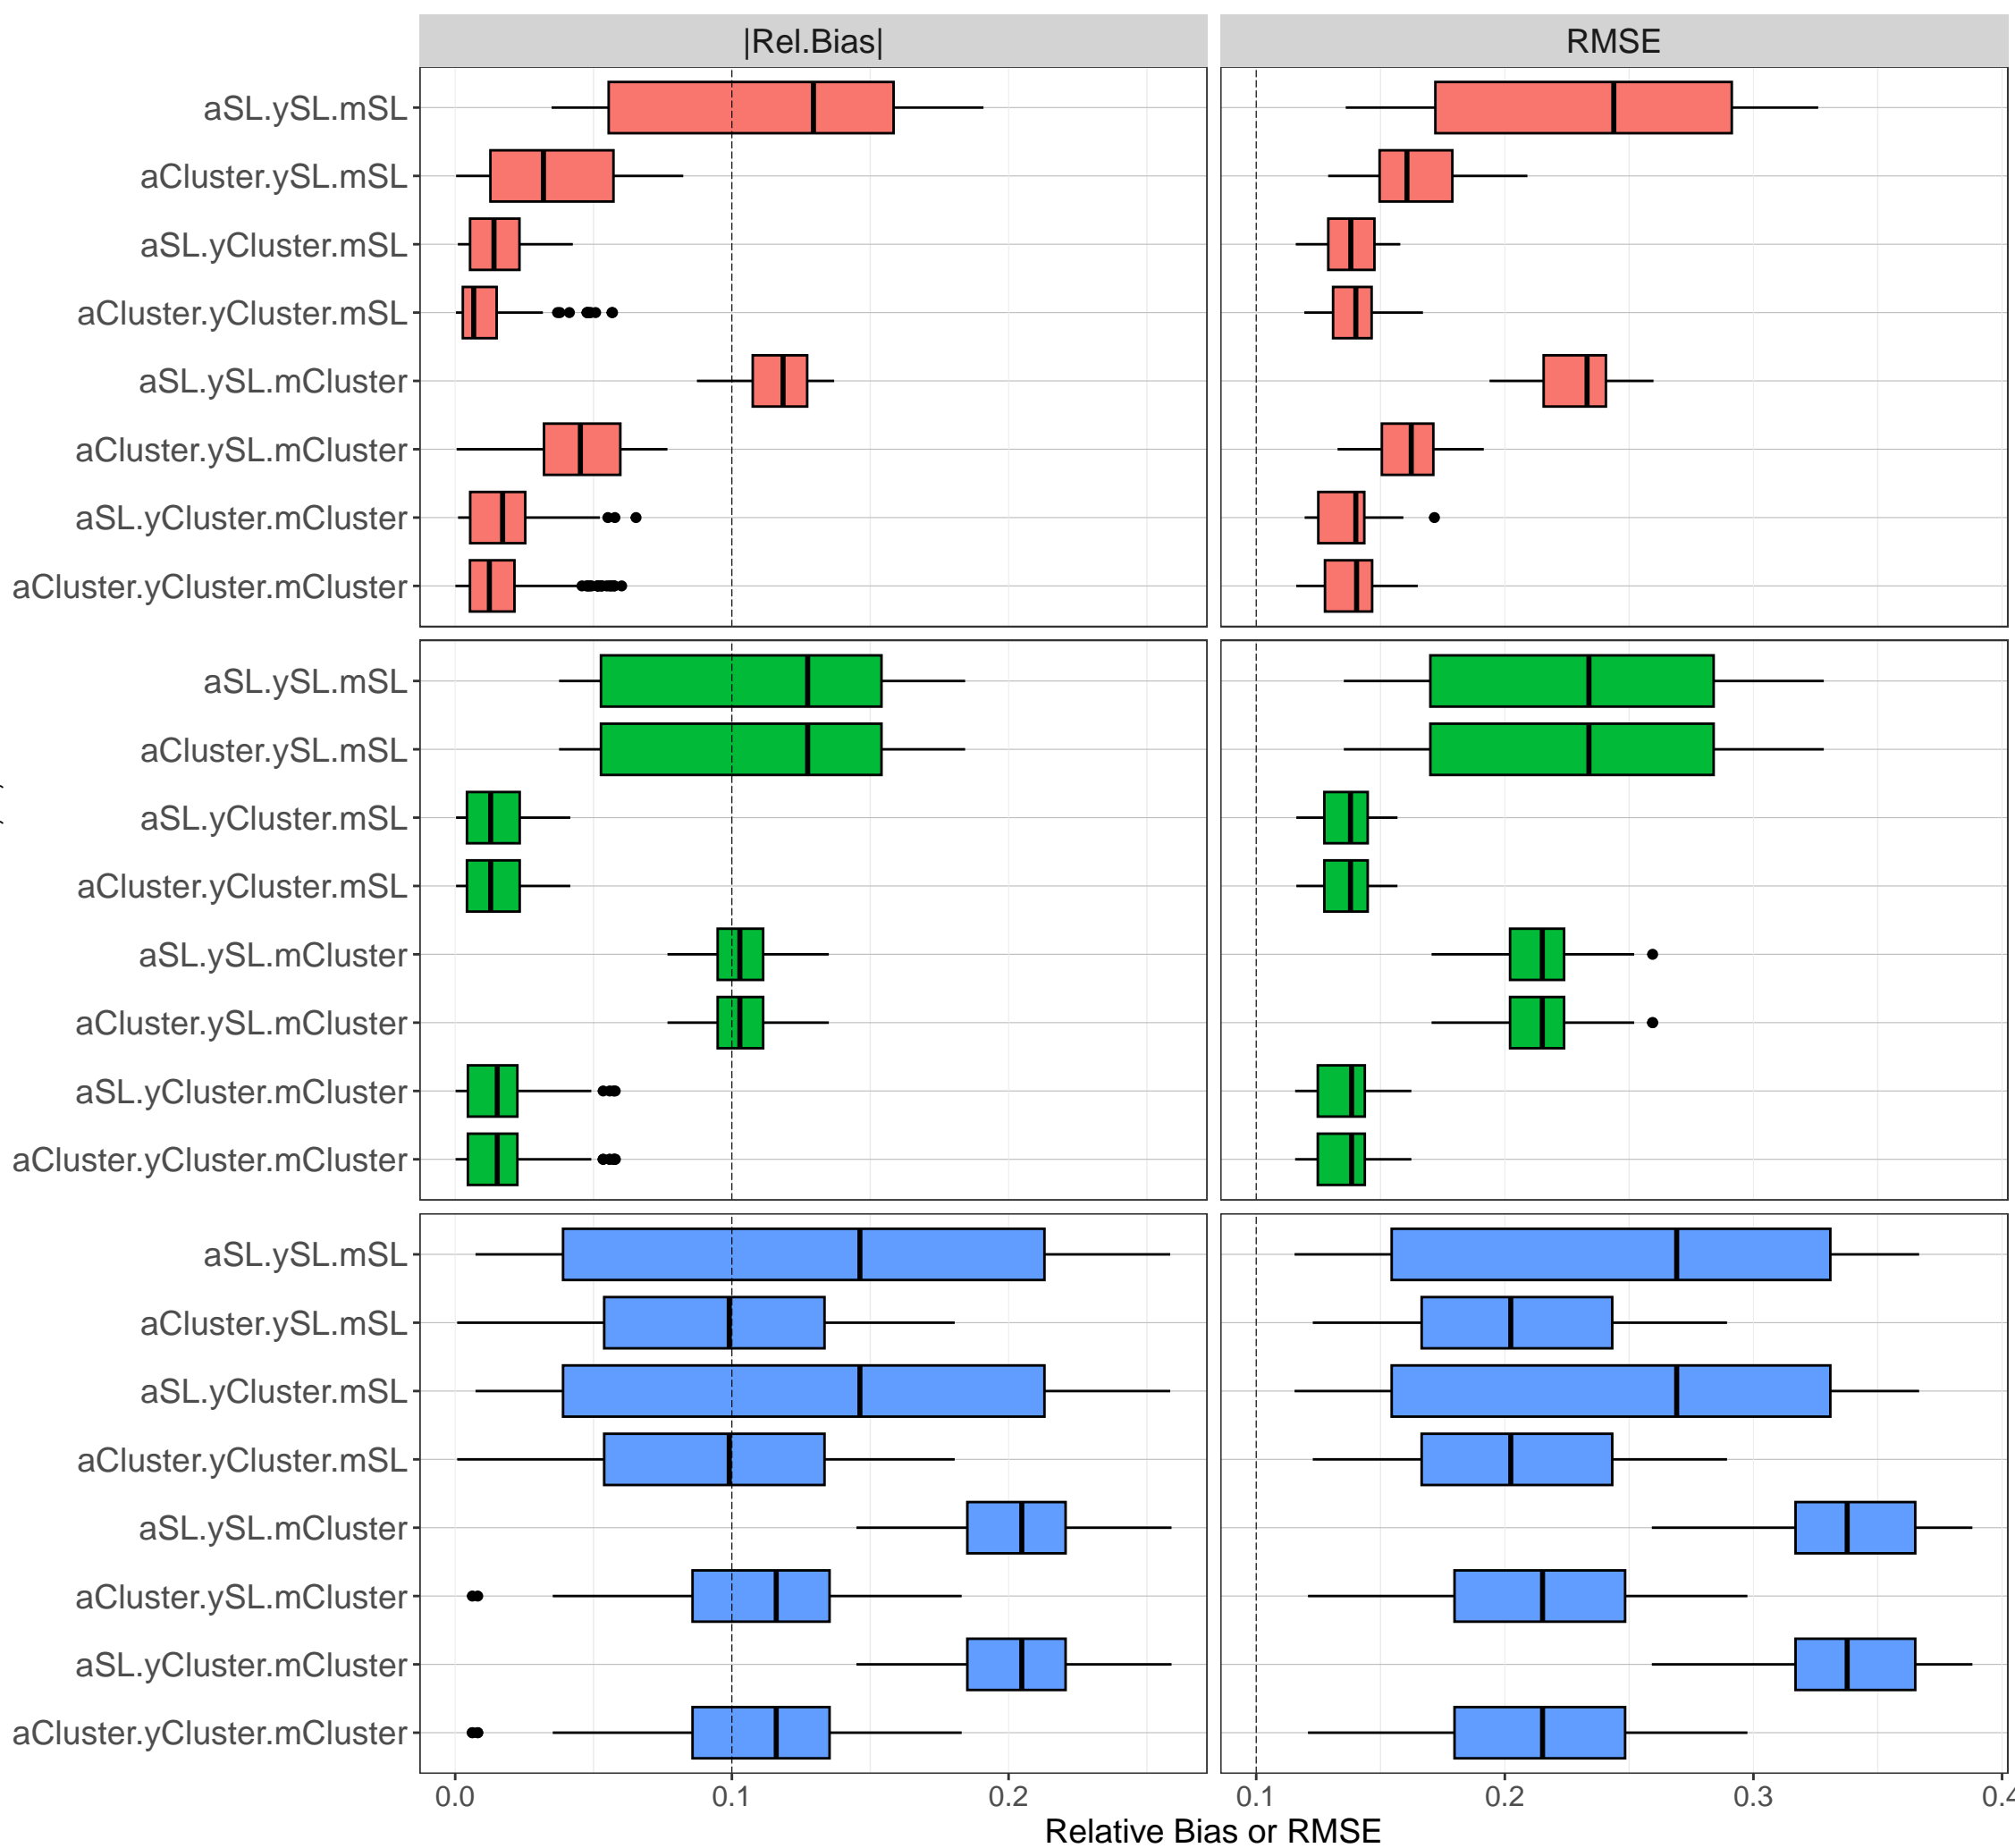 |Rel.Bias| RMSE
aSL.ySL.mSL
aCluster.ySL.mSL
aSL.yCluster.mSL
aCluster.yCluster.mSL
aSL.ySL.mCluster
aCluster.ySL.mCluster
aSL.yCluster.mCluster
aCluster.yCluster.mCluster
aSL.ySL.mSL
aCluster.ySL.mSL
aSL.yCluster.mSL
aCluster.yCluster.mSL
aSL.ySL.mCluster
aCluster.ySL.mCluster
aSL.yCluster.mCluster
aCluster.yCluster.mCluster
aSL.ySL.mSL
aCluster.ySL.mSL
aSL.yCluster.mSL
aCluster.yCluster.mSL
aSL.ySL.mCluster
aCluster.ySL.mCluster
aSL.yCluster.mCluster
aCluster.yCluster.mCluster
0.0 0.1 0.2 0.1 0.2 0.3
Relative Bias or RMSE